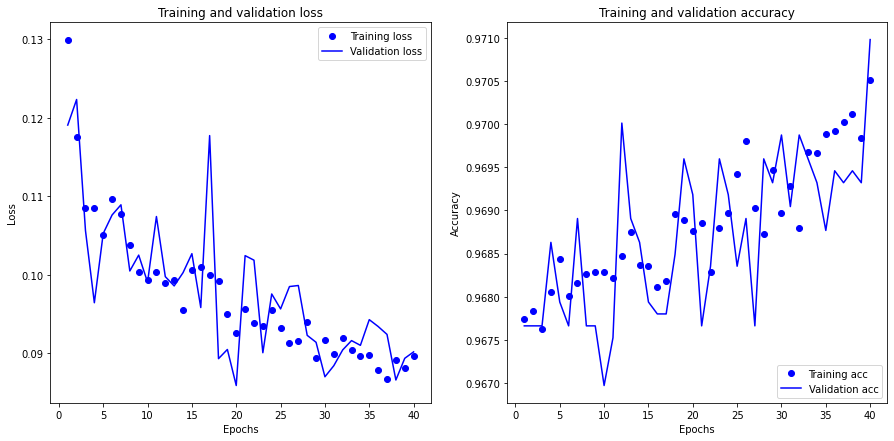 Training and validation loss
Training loss
Validation loss
0.13
0.12
0.11
0.10
0.09
Loss
0 5 10 15 20 25 30 35 40
Epochs
Training and validation accuracy
0.9710
0.9705
0.9700
0.9695
0.9690
0.9685
0.9680
0.9675
0.9670
Accuracy
Training acc
Validation acc
0 5 10 15 20 25 30 35 40
Epochs